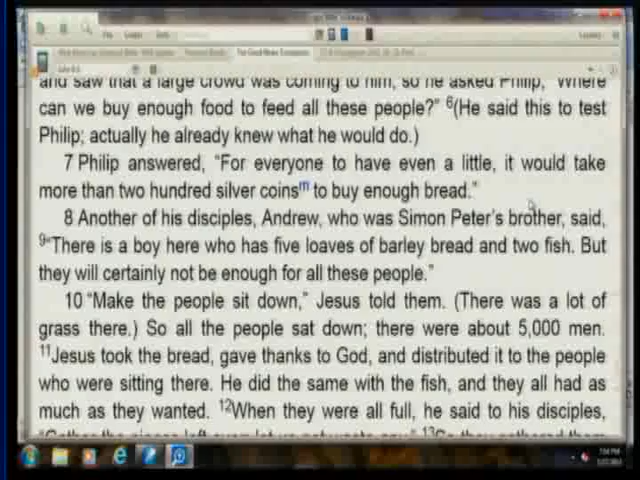 The Good News Translation
and saw that a large crowd was coming to him, so he asked Philip, "Where
can we buy enough food to feed all these people?" 6(He said this to test
Philip; actually he already knew what he would do.)
7 Philip answered, "For everyone to have even a little, it would take
more than two hundred silver coinsm to buy enough bread."
8 Another of his disciples, Andrew, who was Simon Peter's brother, said,
9"There is a boy here who has five loaves of barley bread and two fish. But
they will certainly not be enough for all these people."
10 "Make the people sit down," Jesus told them. (There was a lot of
grass there.) So all the people sat down; there were about 5,000 men.
11Jesus took the bread, gave thanks to God, and distributed it to the people
who were sitting there. He did the same with the fish, and they all had as
much as they wanted. 12When they were all full, he said to his disciples,